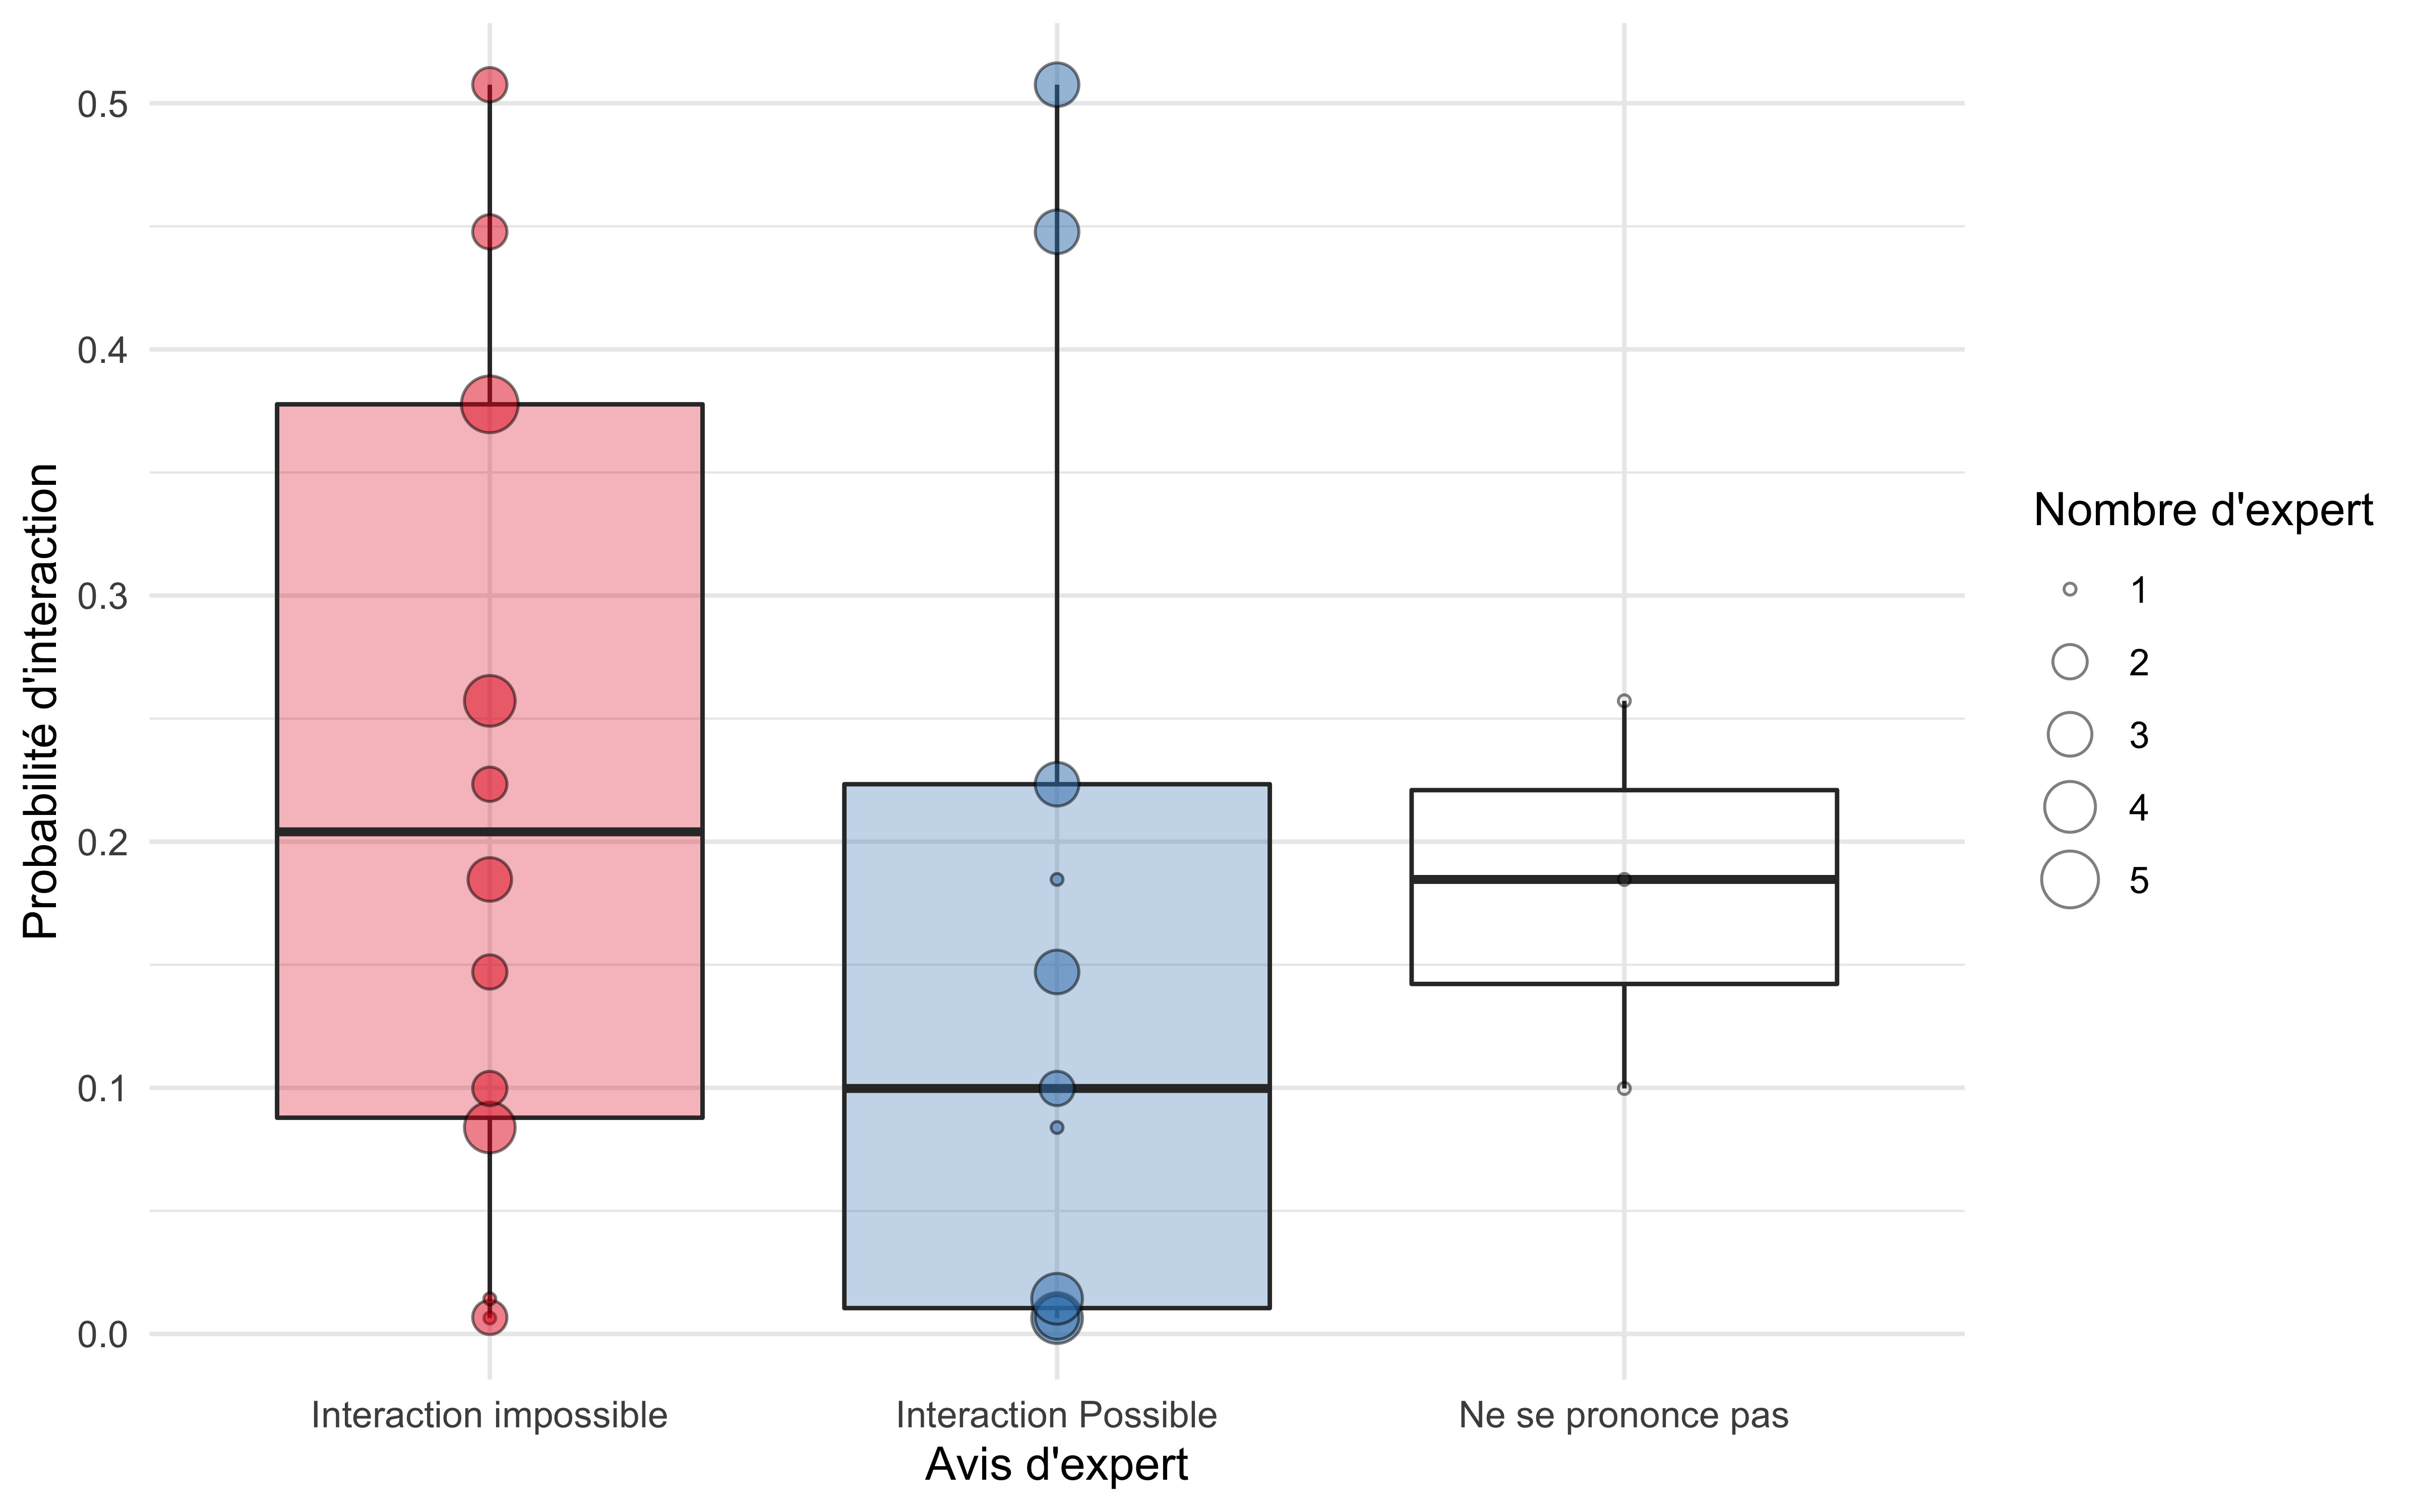 Probabilité d'interaction
0.5
0.4
0.3
0.2
0.1
0.0
Interaction impossible
Interaction Possible
Ne se prononce pas
Avis d'expert
Nombre d'expert
1
2
3
4
5